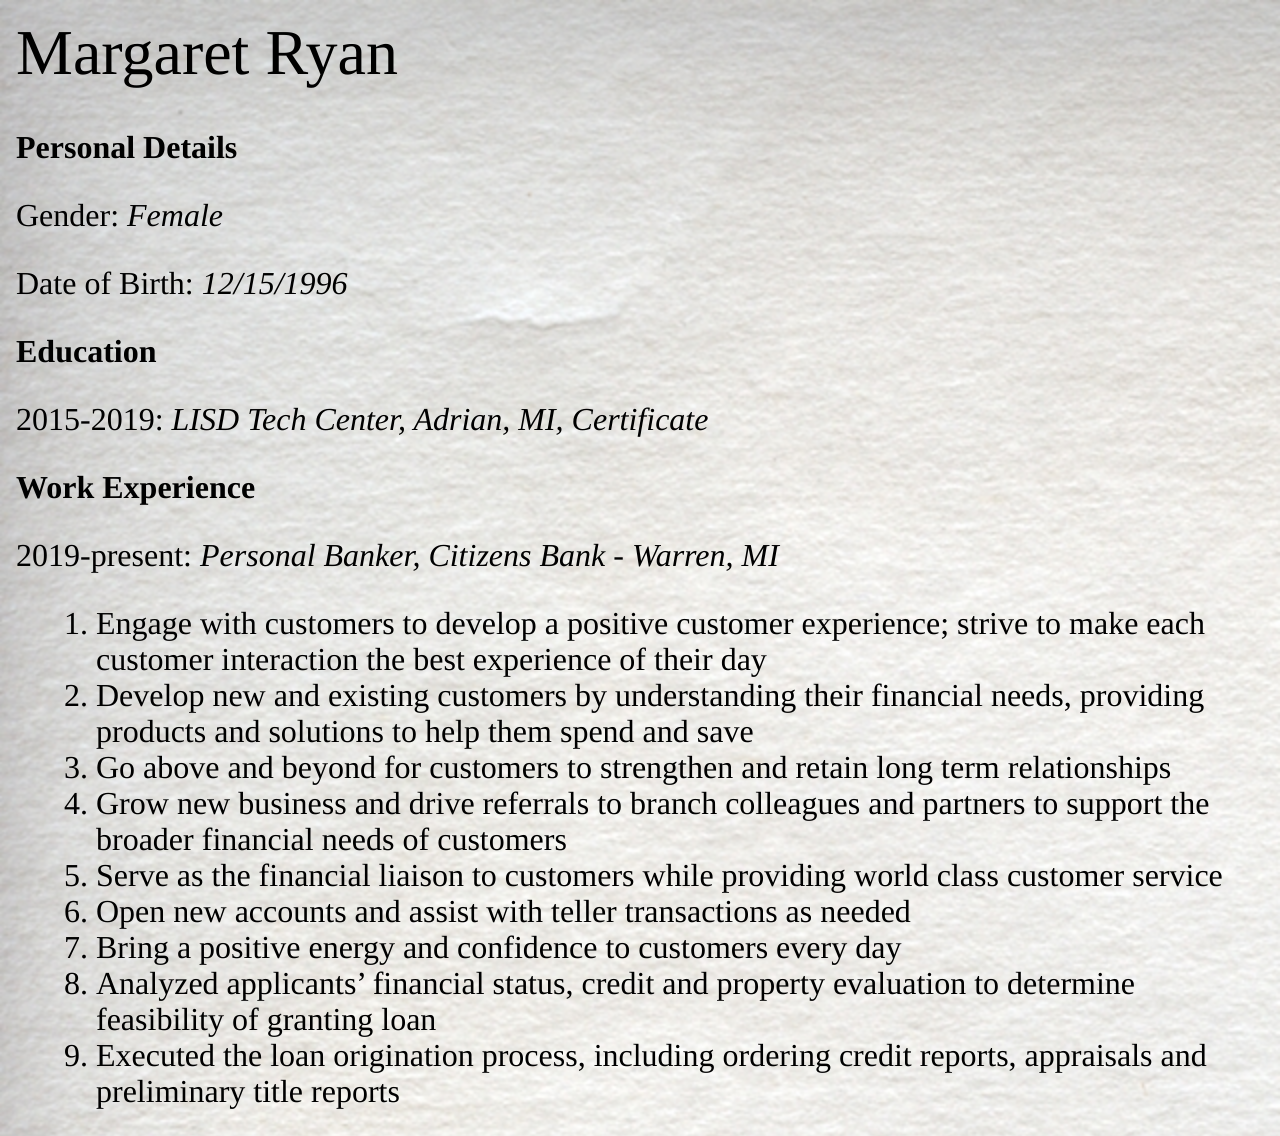 Margaret Ryan
Personal Details
Gender: Female
Date of Birth: 12/15/1996
Education
2015-2019: LISD Tech Center, Adrian, MI, Certificate
Work Experience
2019-present: Personal Banker, Citizens Bank - Warren, MI
1. Engage with customers to develop a positive customer experience; strive to make each
customer interaction the best experience of their day
2. Develop new and existing customers by understanding their financial needs, providing
products and solutions to help them spend and save
3. Go above and beyond for customers to strengthen and retain long term relationships
4. Grow new business and drive referrals to branch colleagues and partners to support the
broader financial needs of customers
5. Serve as the financial liaison to customers while providing world class customer service
6. Open new accounts and assist with teller transactions as needed
7. Bring a positive energy and confidence to customers every day
8. Analyzed applicants’ financial status, credit and property evaluation to determine
feasibility of granting loan
9. Executed the loan origination process, including ordering credit reports, appraisals and
preliminary title reports